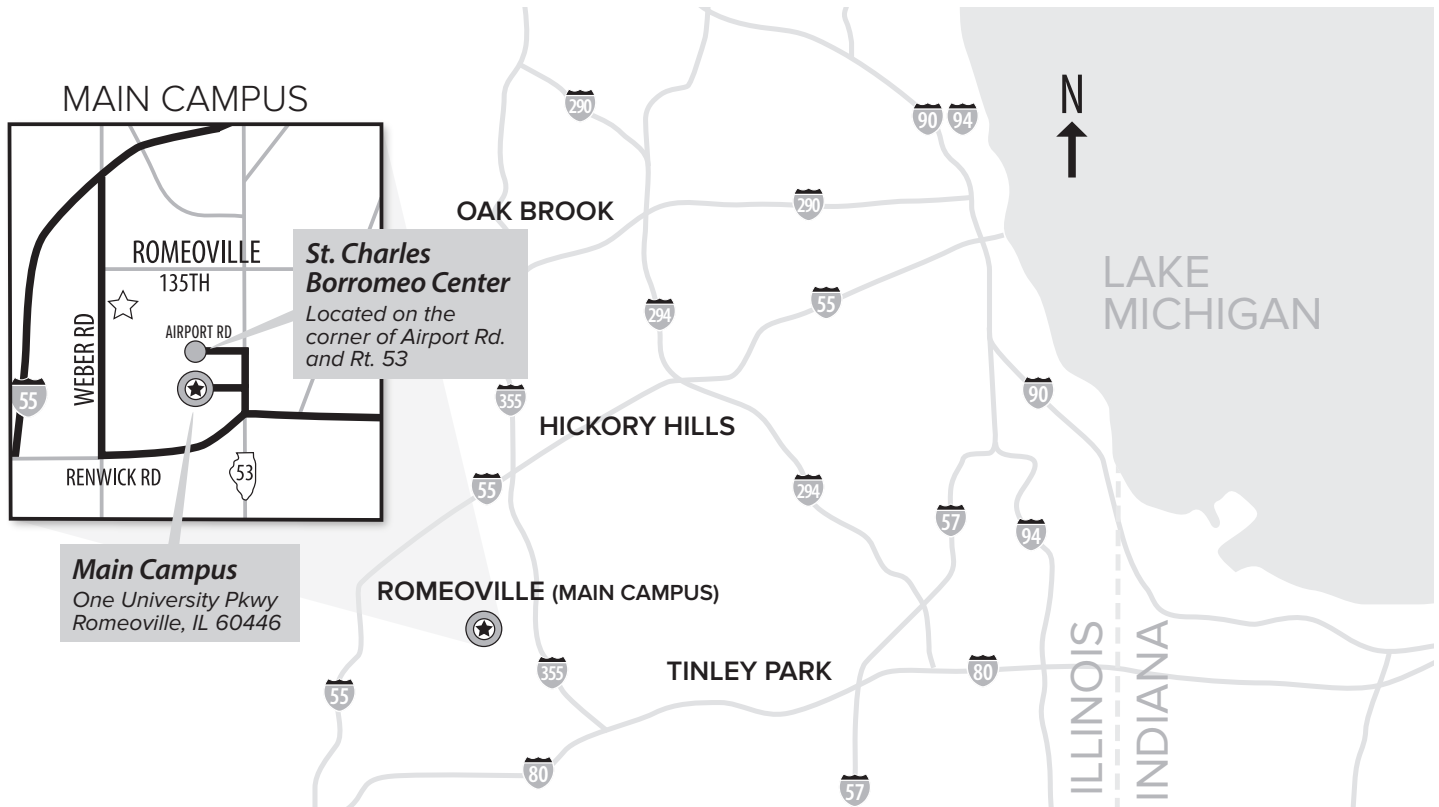 MAIN CAMPUS
ROMEOVILLE
135TH
WEBER RD
AIRPORT RD
55
RENWICK RD
53
St. Charles
Borromeo Center
Located on the
corner of Airport Rd.
and Rt. 53
Main Campus
One University Pkwy
Romeoville, IL 60446
290
90
94
N
OAK BROOK
290
LAKE
MICHIGAN
294
55
355
90
HICKORY HILLS
55
294
57
94
ROMEOVILLE (MAIN CAMPUS)
TINLEY PARK
355
80
55
80
57
ILLINOIS
INDIANA